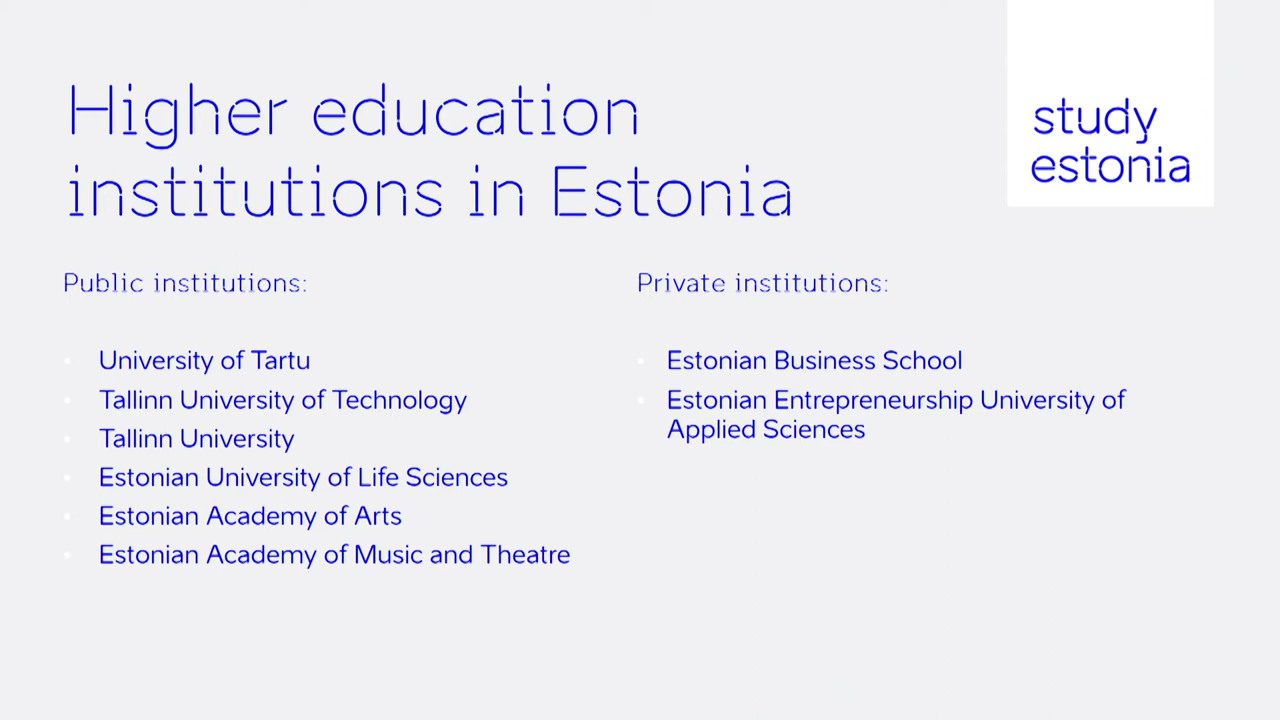 Higher education
institutions in Estonia
study
estonia
Public institutions:
University of Tartu
Tallinn University of Technology
Tallinn University
Estonian University of Life Sciences
Estonian Academy of Arts
Estonian Academy of Music and Theatre
Private institutions:
Estonian Business School
Estonian Entrepreneurship University of
Applied Sciences